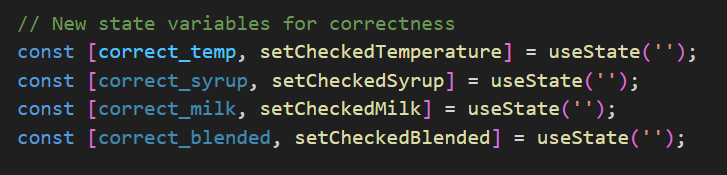 // New state variables for correctness
const [correct_temp, setCheckedTemperature] = useState('');
const [correct_syrup, setCheckedSyrup] = useState('');
const [correct_milk, setCheckedMilk] = useState('');
const [correct_blended, setCheckedBlended] = useState('');